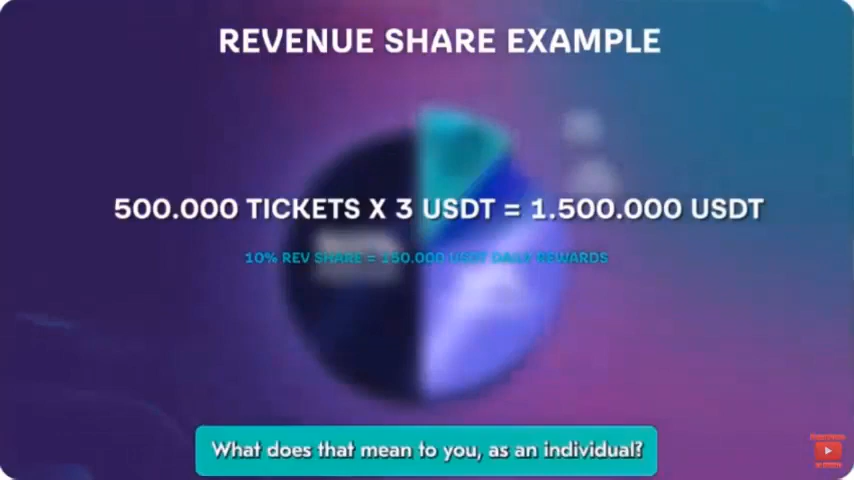 REVENUE SHARE EXAMPLE
500.000 TICKETS X 3 USDT = 1.500.000 USDT
10% REV SHARE = 150.000 USDT DAILY REWARDS
What does that mean to you, as an individual?